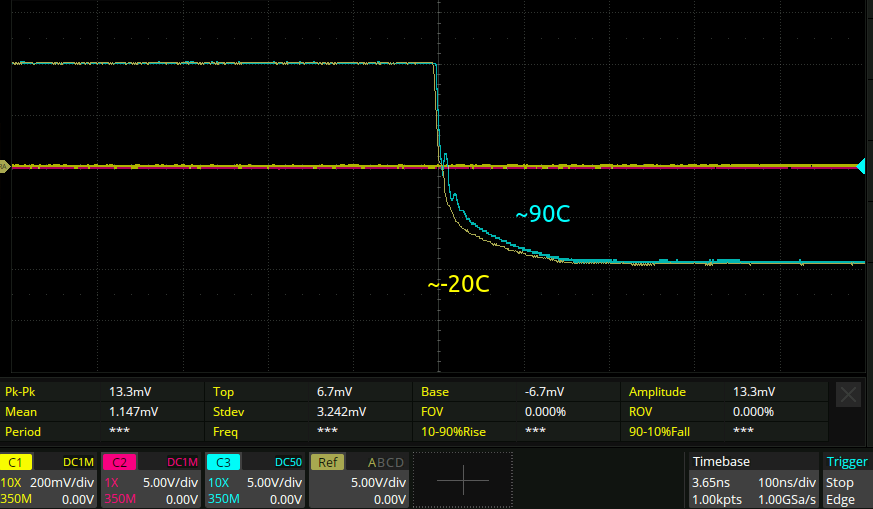 ~90C
~-20C
Pk-Pk 13.3mV Top 6.7mV Base -6.7mV Amplitude 13.3mV
Mean 1.147mV Stdev 3.242mV FOV 0.000% ROV 0.000%
Period *** Freq *** 10-90%Rise *** 90-10%Fall ***
C1 DC1M C2 DC1M C3 DC50 Ref ABCD Timebase Trigger
10X 200mV/div 1X 5.00V/div 10X 5.00V/div 5.00V/div 3.65ns 100ns/div Stop
350M 0.00V 350M 0.00V 350M 0.00V 0.00V 1.00kpts 1.00GSa/s Edge